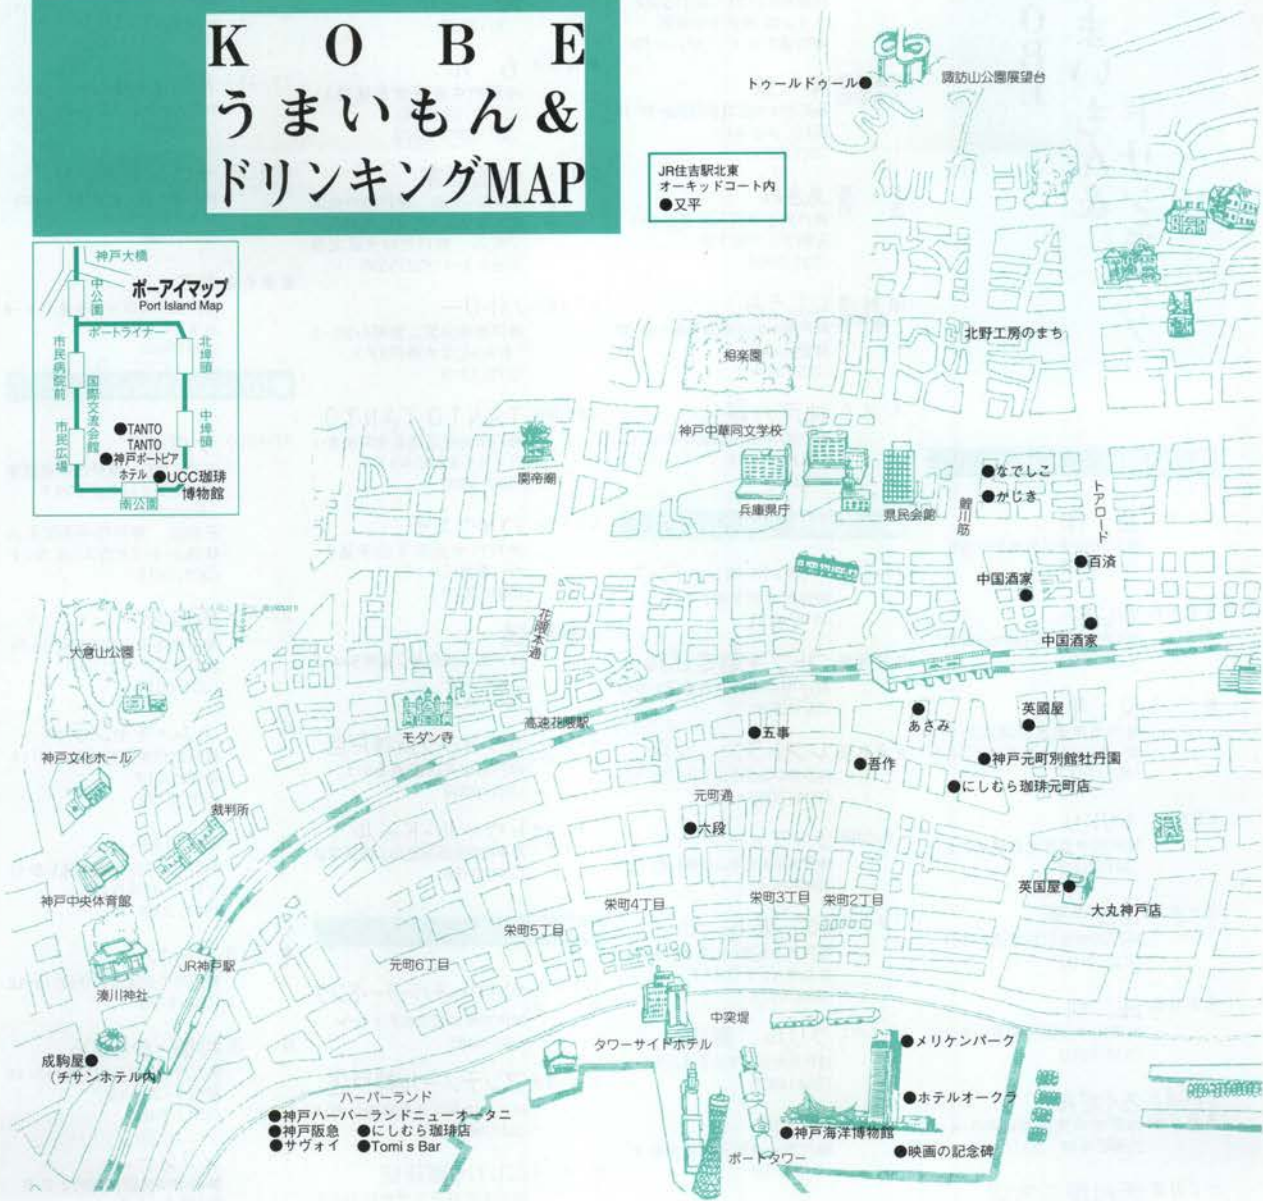 KOBE
うまいもん&
ドリンキングMAP
トゥールドゥール●
諏訪山公園展望台
JR住吉駅北東
オーキッドコート内
●又平
神戸大橋
ポーアイマップ
Port Island Map
中公園
ポートライナー
市民病院前
北埠頭
国際交流会館
市民広場
中埠頭
●TANTO
TANTO
●神戸ポートピア
ホテル
●UCC珈琲
博物館
南公園
北野工房のまち
相楽園
神戸中華同文学校
関帝廟
兵庫県庁
県民会館
●なでしこ
●かじき
鯉川筋
トアロード
●百済
中国酒家
●
●
中国酒家
花隈本通
大倉山公園
モダン寺
高速花隈駅
●五事
●
あさみ
英國屋
●
●吾作
●神戸元町別館牡丹園
●にしむら珈琲元町店
神戸文化ホール
裁判所
元町通
●六段
英国屋●
大丸神戸店
神戸中央体育館
栄町4丁目
栄町3丁目
栄町2丁目
栄町5丁目
元町6丁目
JR神戸駅
湊川神社
中突堤
タワーサイドホテル
●メリケンパーク
成駒屋●
(チサンホテル内)
ハーバーランド
●神戸ハーバーランドニューオータニ
●神戸阪急 ●にしむら珈琲店
●サヴォイ ●Tomi s Bar
●ホテルオークラ
●神戸海洋博物館
ポートタワー
●映画の記念碑